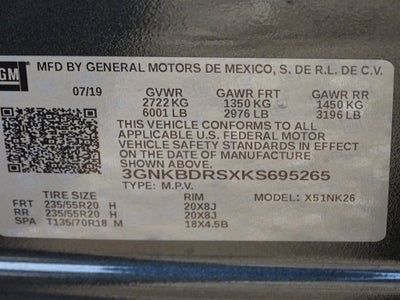 GM MFD BY GENERAL MOTORS DE MEXICO, S. DE R.L. DE C.V.
07/19 GVWR GAWR FRT GAWR RR
2722 KG 1350 KG 1450 KG
6001 LB 2976 LB 3196 LB
THIS VEHICLE CONFORMS TO ALL
APPLICABLE U.S. FEDERAL MOTOR
VEHICLE SAFETY STANDARDS IN EFFECT
ON THE DATE OF MANUFACTURE
SHOWN ABOVE.
3GNKBDRSXKS695265
TYPE: M.P.V. MODEL: X51NK26
TIRE SIZE RIM
FRT 235/55R20 H 20X8J
RR 235/55R20 H 20X8J
SPA T135/70R18 M 18X4.5B